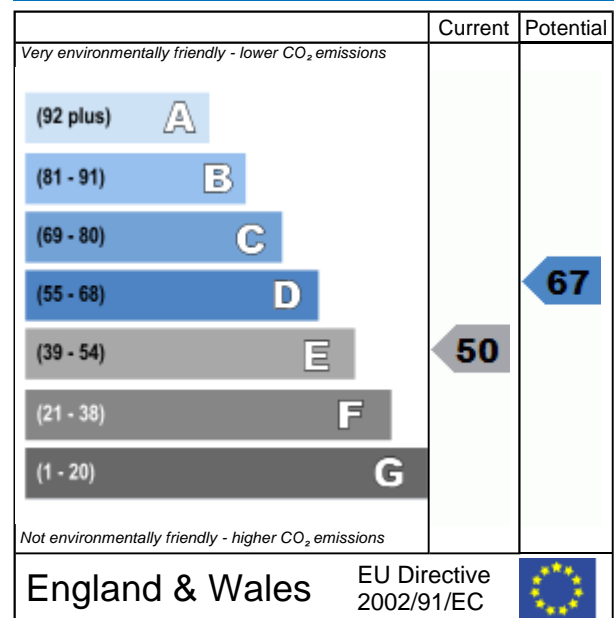 Current Potential
Very environmentally friendly - lower CO₂ emissions
(92 plus) A
(81 - 91) B
(69 - 80) C
(55 - 68) D
67
(39 - 54) E
50
(21 - 38) F
(1 - 20) G
Not environmentally friendly - higher CO₂ emissions
England & Wales
EU Directive
2002/91/EC